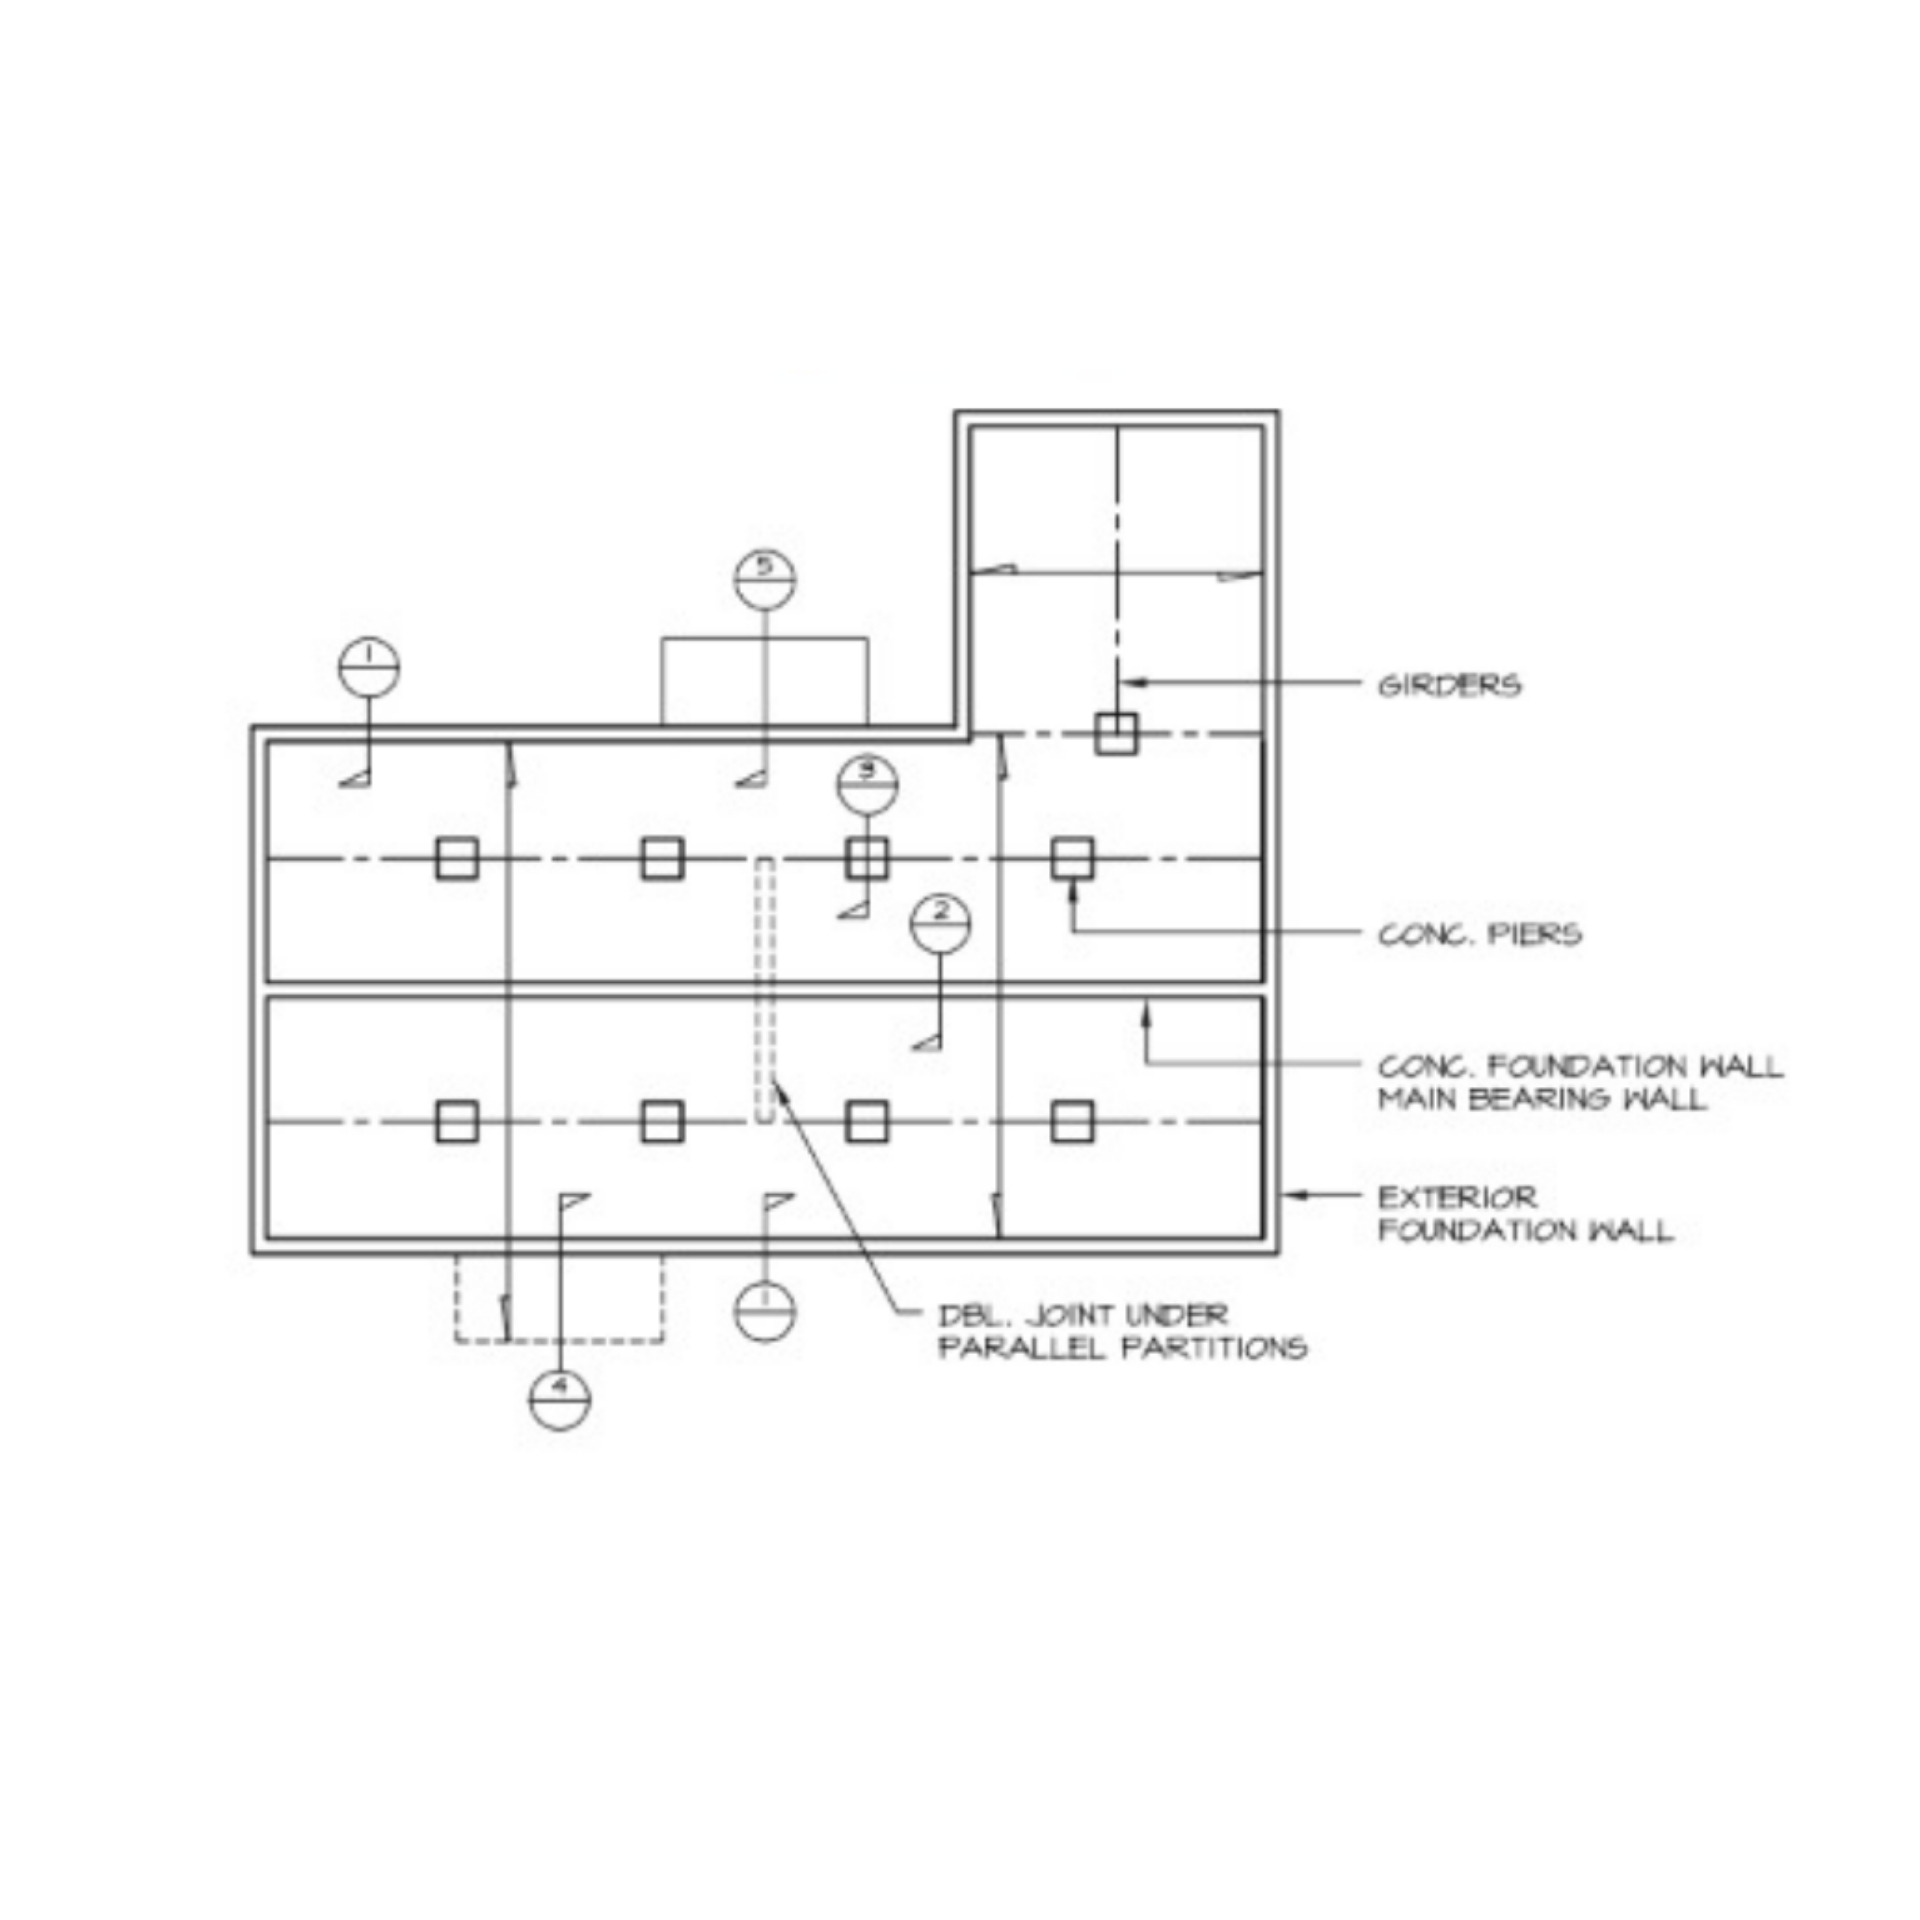 5
1
GIRDERS
3
2
CONC. PIERS
CONC. FOUNDATION WALL
MAIN BEARING WALL
EXTERIOR
FOUNDATION WALL
1
DBL. JOINT UNDER
PARALLEL PARTITIONS
4